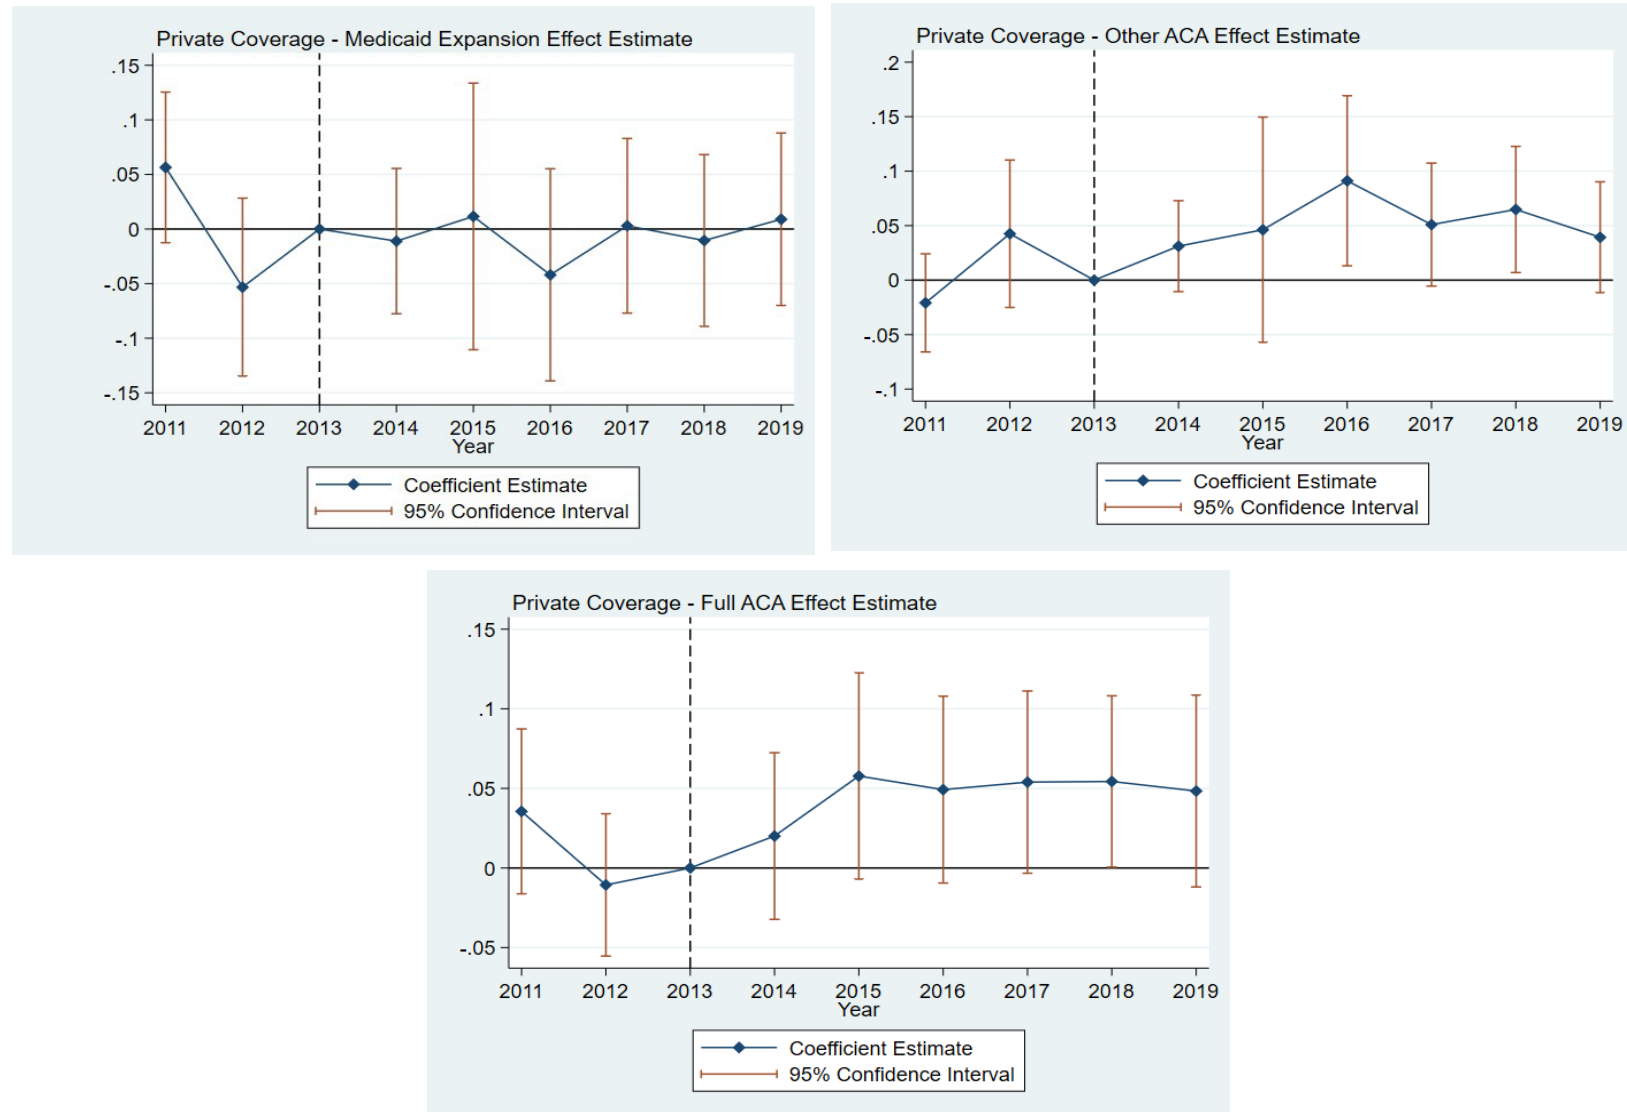 Private Coverage - Medicaid Expansion Effect Estimate
.15
.1
.05
0
-.05
-.1
-.15
2011 2012 2013 2014 2015 2016 2017 2018 2019
Year
Coefficient Estimate
95% Confidence Interval
Private Coverage - Other ACA Effect Estimate
.2
.15
.1
.05
0
-.05
-.1
2011 2012 2013 2014 2015 2016 2017 2018 2019
Year
Coefficient Estimate
95% Confidence Interval
Private Coverage - Full ACA Effect Estimate
.15
.1
.05
0
-.05
2011 2012 2013 2014 2015 2016 2017 2018 2019
Year
Coefficient Estimate
95% Confidence Interval